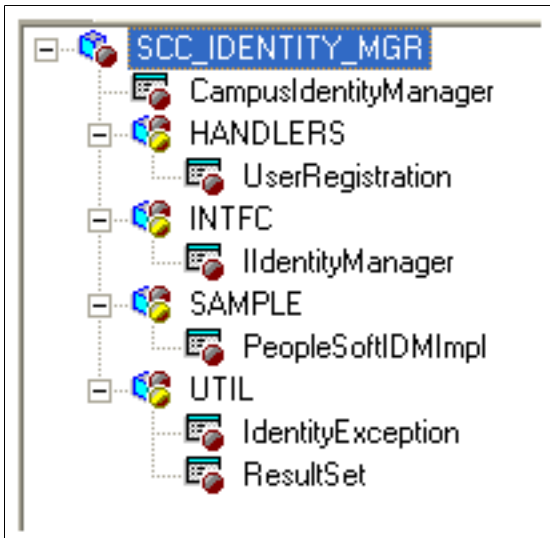 SCC_IDENTITY_MGR
CampusIdentityManager
HANDLERS
UserRegistration
INTFC
IIdentityManager
SAMPLE
PeopleSoftIDMImpl
UTIL
IdentityException
ResultSet